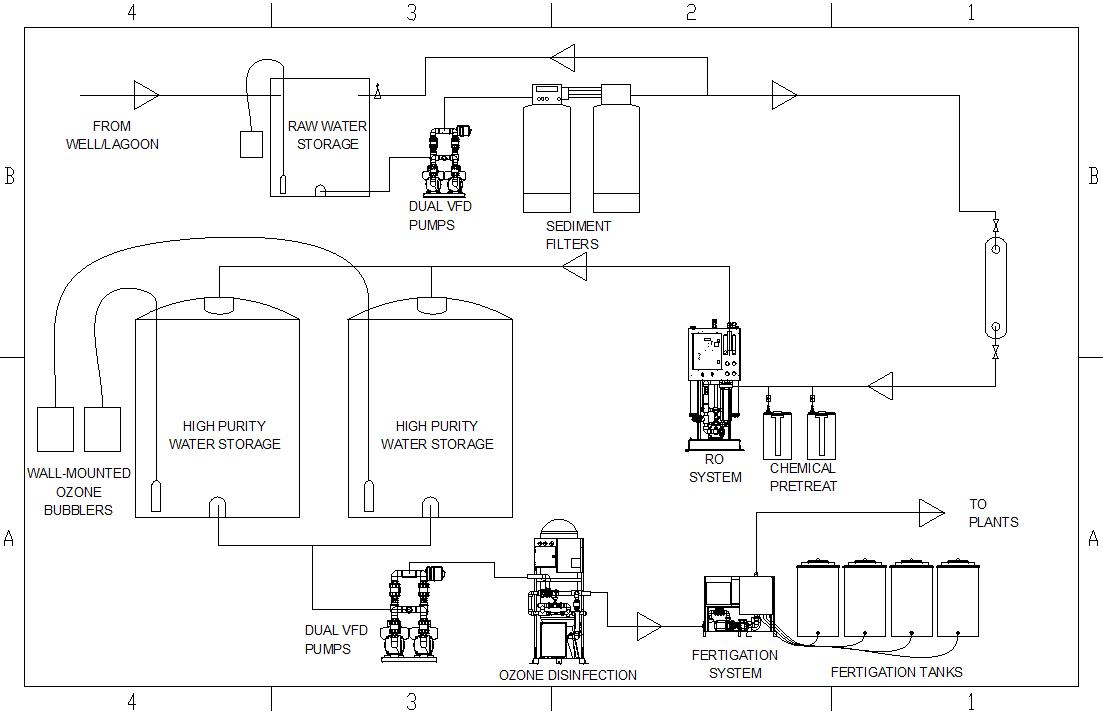 4
3
2
1
FROM
WELL/LAGOON
RAW WATER
STORAGE
B
B
DUAL VFD
PUMPS
SEDIMENT
FILTERS
HIGH PURITY
WATER STORAGE
HIGH PURITY
WATER STORAGE
WALL-MOUNTED
OZONE
BUBBLERS
RO
SYSTEM
CHEMICAL
PRETREAT
TO
PLANTS
A
A
DUAL VFD
PUMPS
OZONE DISINFECTION
FERTIGATION
SYSTEM
FERTIGATION TANKS
4
3
2
1